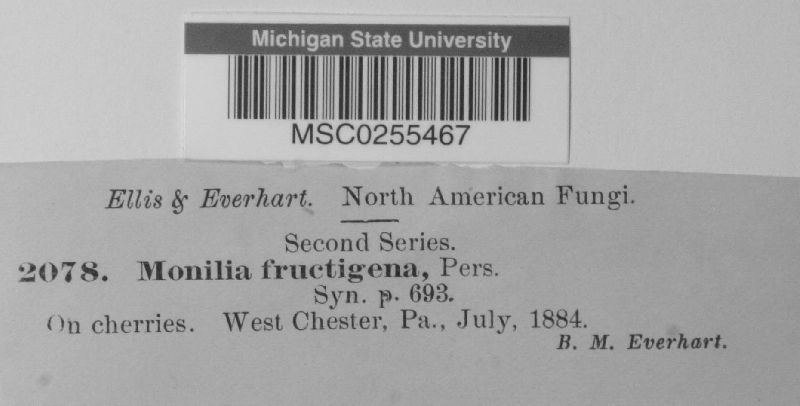 Michigan State University
MSC0255467
Ellis & Everhart. North American Fungi.
Second Series.
2078. Monilia fructigena, Pers.
Syn. p. 693.
On cherries. West Chester, Pa., July, 1884.
B. M. Everhart.